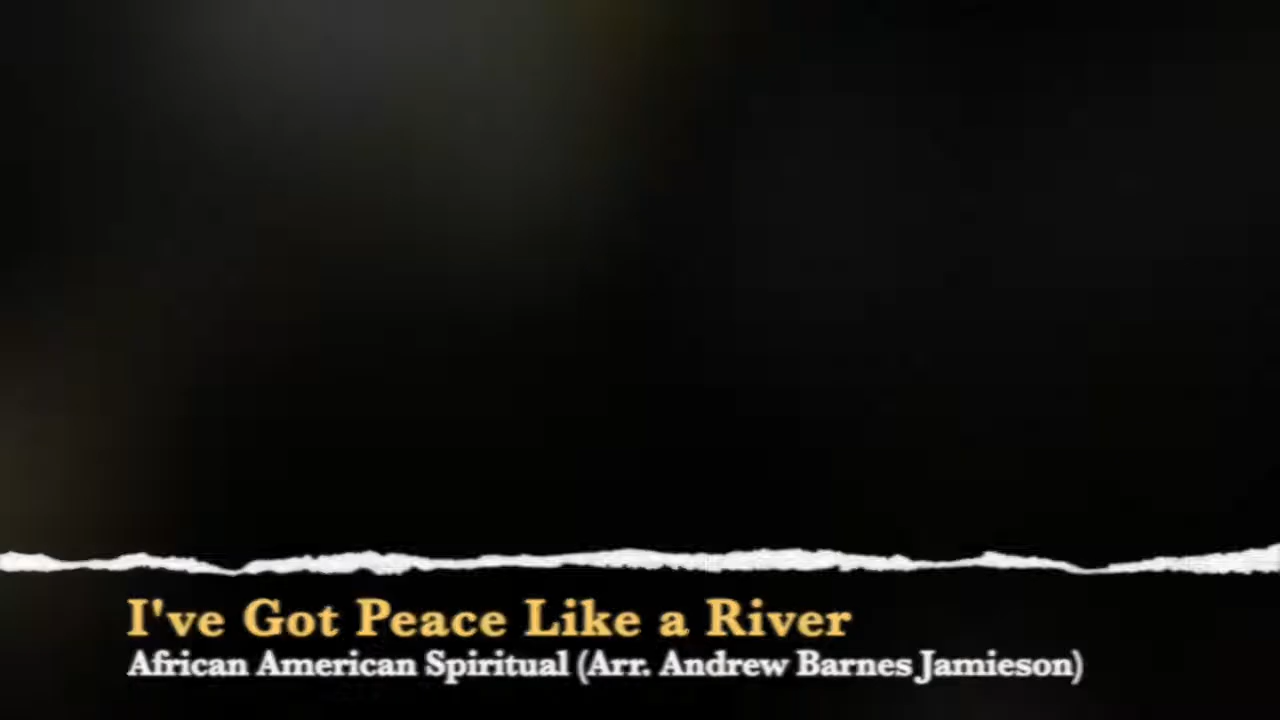 I've Got Peace Like a River
African American Spiritual (Arr. Andrew Barnes Jamieson)